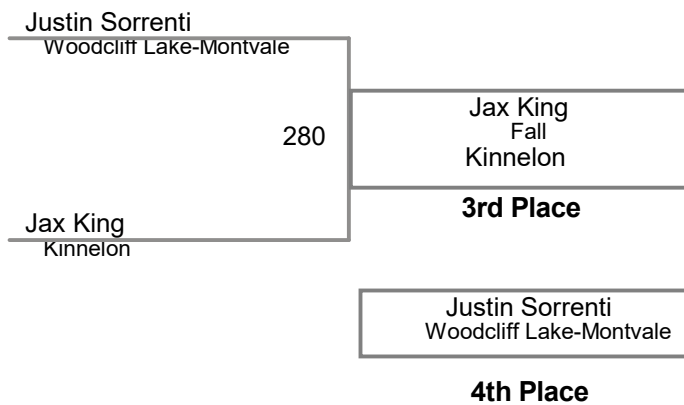 Justin Sorrenti
Woodcliff Lake-Montvale
280
Jax King
Fall
Kinnelon
3rd Place
Jax King
Kinnelon
Justin Sorrenti
Woodcliff Lake-Montvale
4th Place